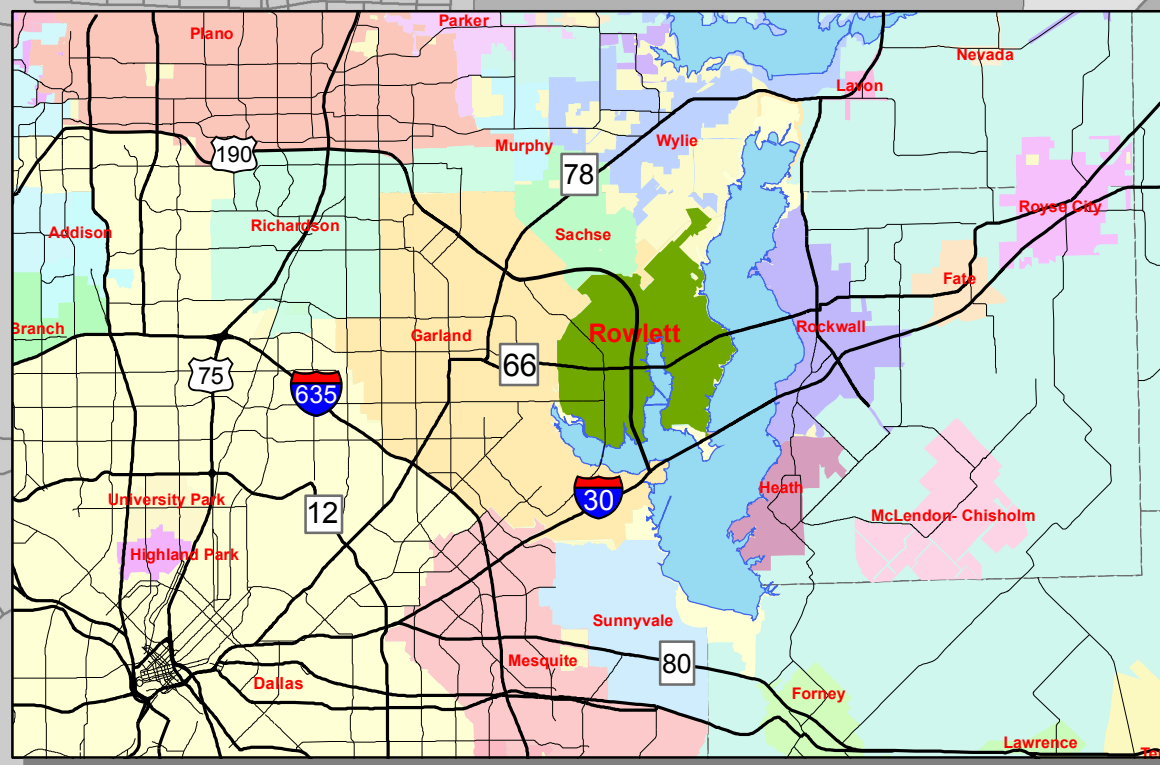 Parker
Plano
Nevada
Lavon
Murphy
Wylie
190
78
Royse City
Addison
Richardson
Sachse
Fate
Branch
Garland
Rowlett
Rockwall
66
75
635
University Park
12
30
Heath
McLendon- Chisholm
Highland Park
Sunnyvale
Mesquite
80
Dallas
Forney
Lawrence
Te